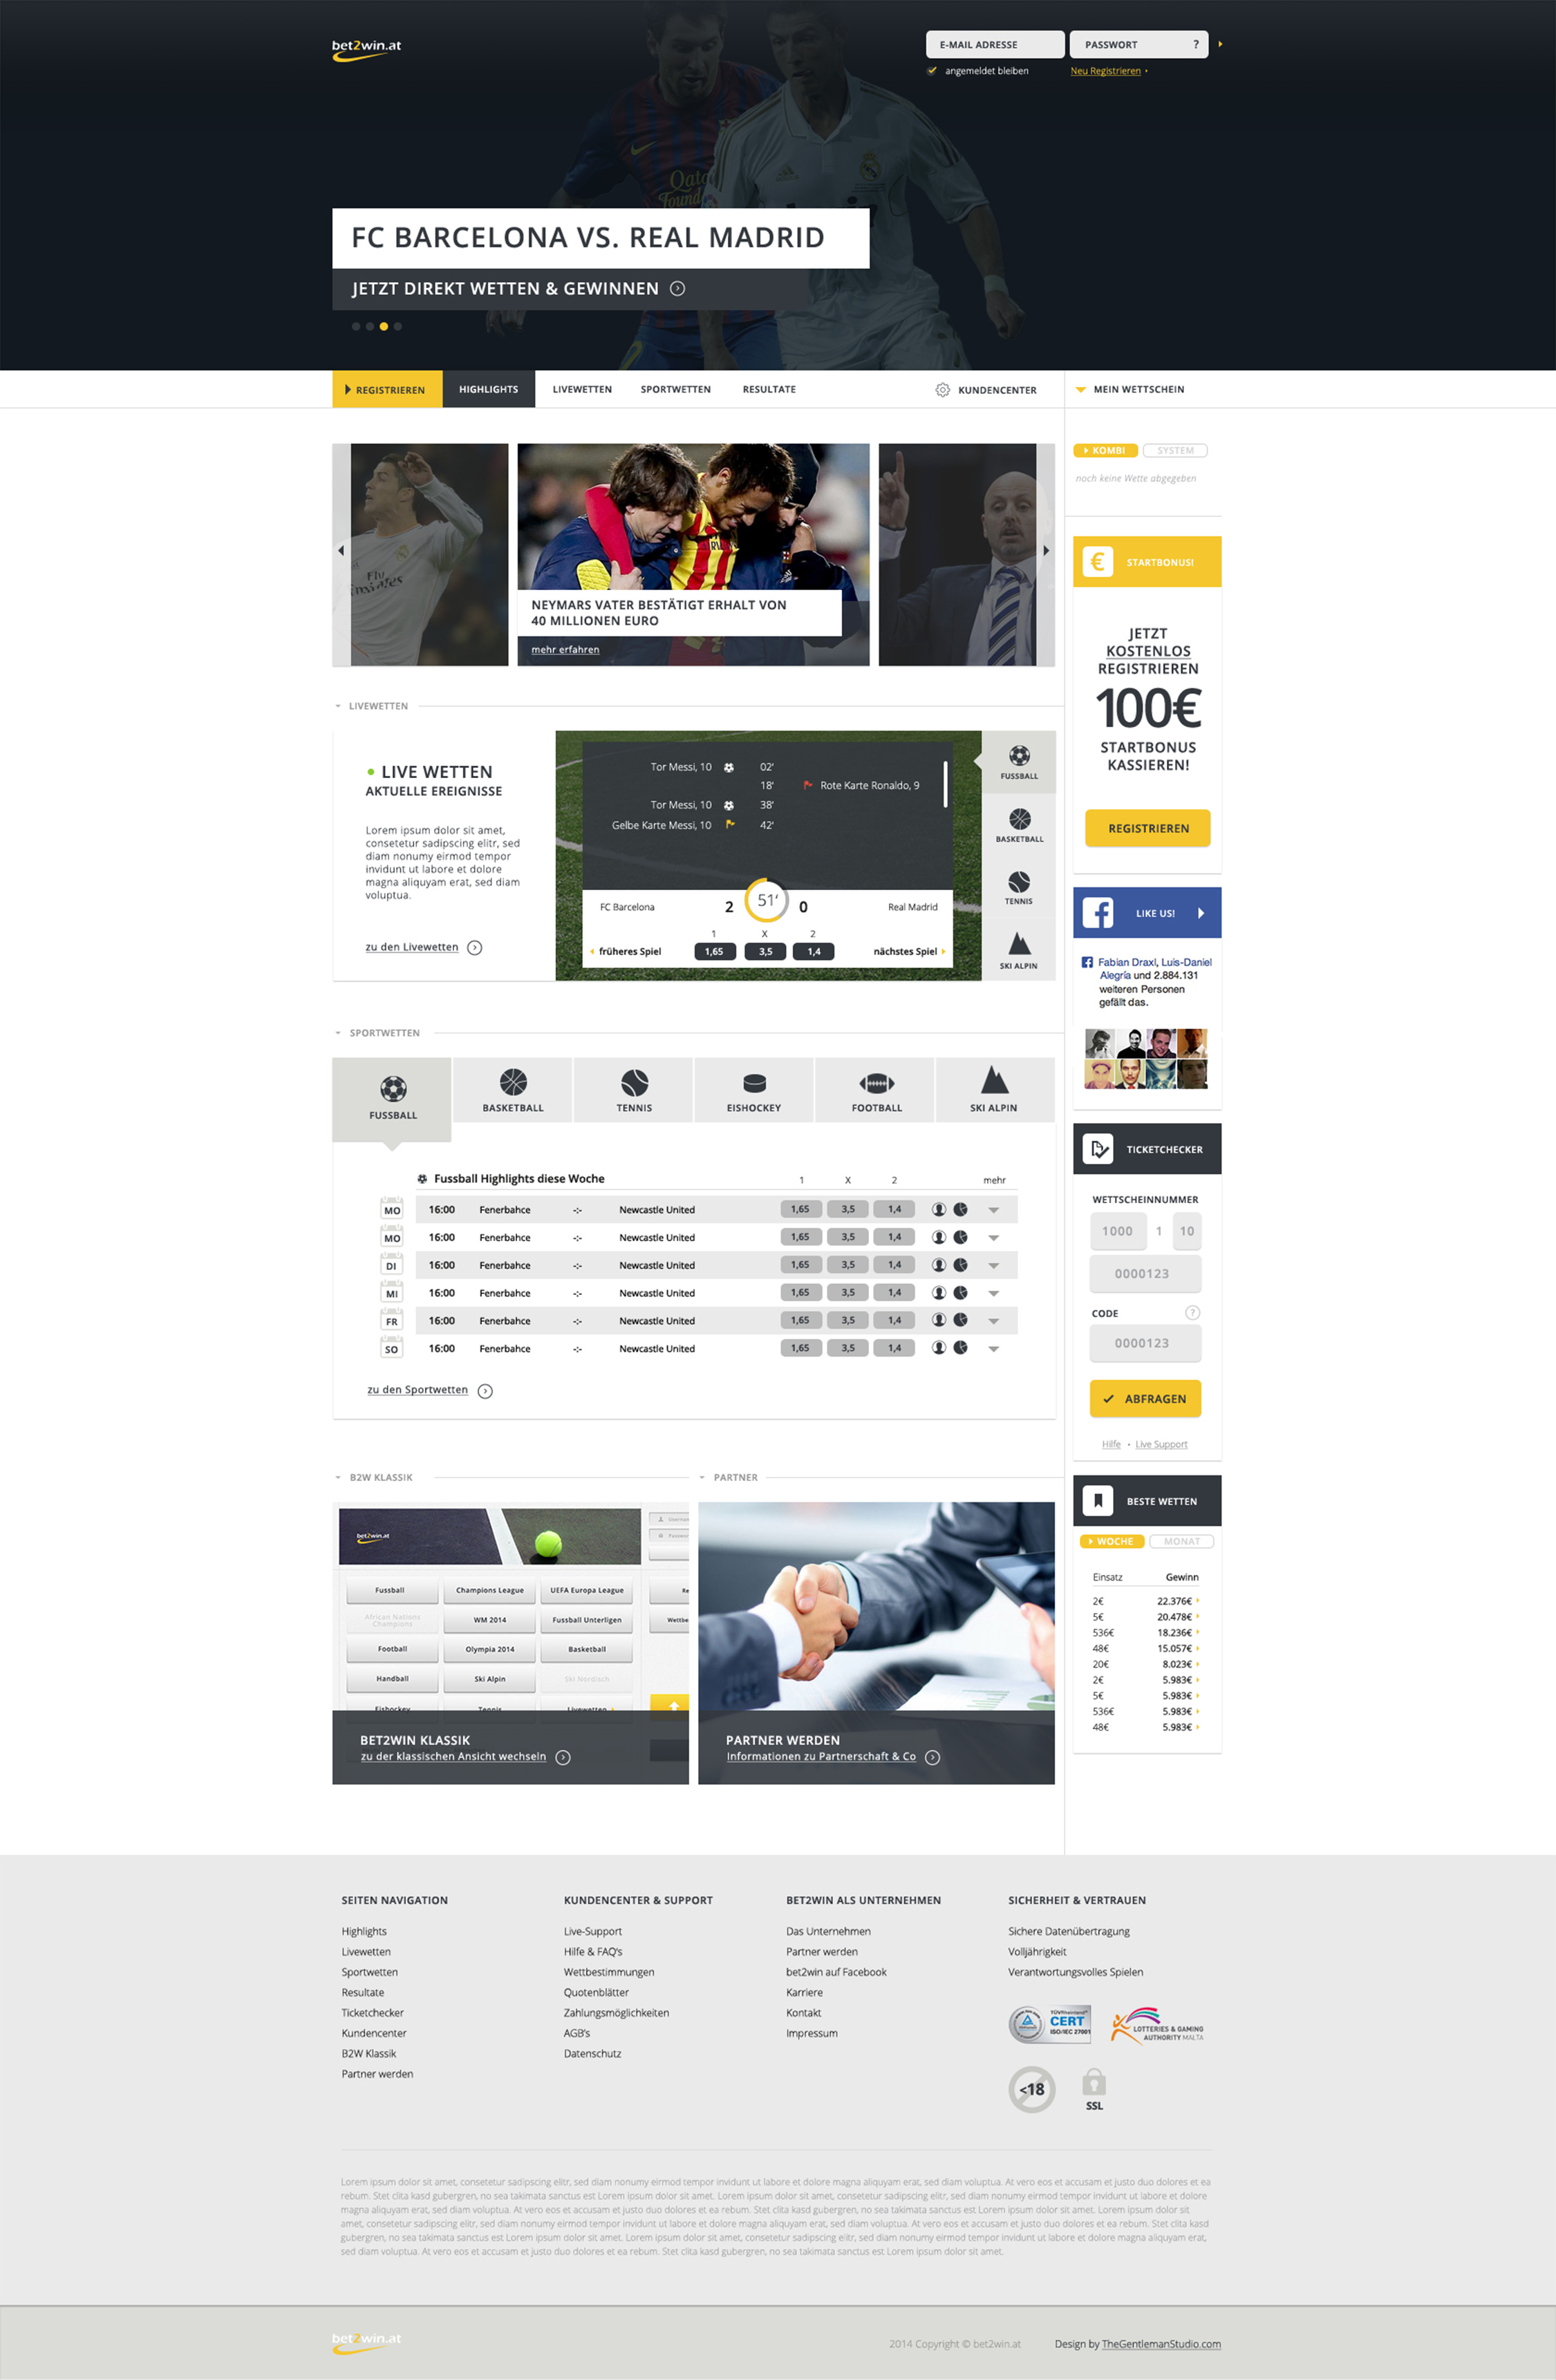 bet2win.at
E-MAIL ADRESSE
PASSWORT ?
angemeldet bleiben
Neu Registrieren
Qatar
Found
FC BARCELONA VS. REAL MADRID
JETZT DIREKT WETTEN & GEWINNEN
REGISTRIEREN
HIGHLIGHTS
LIVEWETTEN
SPORTWETTEN
RESULTATE
KUNDENCENTER
MEIN WETTSCHEIN
Fly
Emirates
NEYMARS VATER BESTÄTIGT ERHALT VON
40 MILLIONEN EURO
mehr erfahren
KOMBI
SYSTEM
noch keine Wette abgegeben
€ STARTBONUS!
JETZT
KOSTENLOS
REGISTRIEREN
100€
STARTBONUS
KASSIEREN!
REGISTRIEREN
LIVEWETTEN
LIVE WETTEN
AKTUELLE EREIGNISSE
Lorem ipsum dolor sit amet,
consetetur sadipscing elitr, sed
diam nonumy eirmod tempor
invidunt ut labore et dolore
magna aliquyam erat, sed diam
voluptua.
zu den Livewetten
Tor Messi, 10 02'
18' Rote Karte Ronaldo, 9
Tor Messi, 10 38'
Gelbe Karte Messi, 10 42'
FC Barcelona 2 51' 0 Real Madrid
1 X 2
früheres Spiel 1,65 3,5 1,4 nächstes Spiel
FUSSBALL
BASKETBALL
TENNIS
SKI ALPIN
LIKE US!
Fabian Draxl, Luis-Daniel
Alegría und 2.884.131
weiteren Personen
gefällt das.
SPORTWETTEN
FUSSBALL
BASKETBALL
TENNIS
EISHOCKEY
FOOTBALL
SKI ALPIN
Fussball Highlights diese Woche 1 X 2 mehr
MO 16:00 Fenerbahce -:- Newcastle United 1,65 3,5 1,4
MO 16:00 Fenerbahce -:- Newcastle United 1,65 3,5 1,4
DI 16:00 Fenerbahce -:- Newcastle United 1,65 3,5 1,4
MI 16:00 Fenerbahce -:- Newcastle United 1,65 3,5 1,4
FR 16:00 Fenerbahce -:- Newcastle United 1,65 3,5 1,4
SO 16:00 Fenerbahce -:- Newcastle United 1,65 3,5 1,4
zu den Sportwetten
TICKETCHECKER
WETTSCHEINNUMMER
1000 1 10
0000123
CODE ?
0000123
ABFRAGEN
Hilfe • Live Support
B2W KLASSIK
bet2win.at
Username
Passwort
Fussball
Champions League
UEFA Europa League
Re
African Nations
Champions
WM 2014
Fussball Unterligen
Wettbe
Football
Olympia 2014
Basketball
Handball
Ski Alpin
Ski Nordisch
Eishockey
Tennis
Livewetten
BET2WIN KLASSIK
zu der klassischen Ansicht wechseln
PARTNER
PARTNER WERDEN
Informationen zu Partnerschaft & Co
BESTE WETTEN
WOCHE
MONAT
Einsatz Gewinn
2€ 22.376€
5€ 20.478€
536€ 18.236€
48€ 15.057€
20€ 8.023€
2€ 5.983€
5€ 5.983€
536€ 5.983€
48€ 5.983€
SEITEN NAVIGATION
Highlights
Livewetten
Sportwetten
Resultate
Ticketchecker
Kundencenter
B2W Klassik
Partner werden
KUNDENCENTER & SUPPORT
Live-Support
Hilfe & FAQ's
Wettbestimmungen
Quotenblätter
Zahlungsmöglichkeiten
AGB's
Datenschutz
BET2WIN ALS UNTERNEHMEN
Das Unternehmen
Partner werden
bet2win auf Facebook
Karriere
Kontakt
Impressum
SICHERHEIT & VERTRAUEN
Sichere Datenübertragung
Volljährigkeit
Verantwortungsvolles Spielen
TÜVRheinland
CERT
ISO/IEC 27001
LOTTERIES & GAMING
AUTHORITY MALTA
<18
SSL
Lorem ipsum dolor sit amet, consetetur sadipscing elitr, sed diam nonumy eirmod tempor invidunt ut labore et dolore magna aliquyam erat, sed diam voluptua. At vero eos et accusam et justo duo dolores et ea
rebum. Stet clita kasd gubergren, no sea takimata sanctus est Lorem ipsum dolor sit amet. Lorem ipsum dolor sit amet, consetetur sadipscing elitr, sed diam nonumy eirmod tempor invidunt ut labore et dolore
magna aliquyam erat, sed diam voluptua. At vero eos et accusam et justo duo dolores et ea rebum. Stet clita kasd gubergren, no sea takimata sanctus est Lorem ipsum dolor sit amet. Lorem ipsum dolor sit
amet, consetetur sadipscing elitr, sed diam nonumy eirmod tempor invidunt ut labore et dolore magna aliquyam erat, sed diam voluptua. At vero eos et accusam et justo duo dolores et ea rebum. Stet clita kasd
gubergren, no sea takimata sanctus est Lorem ipsum dolor sit amet. Lorem ipsum dolor sit amet, consetetur sadipscing elitr, sed diam nonumy eirmod tempor invidunt ut labore et dolore magna aliquyam erat,
sed diam voluptua. At vero eos et accusam et justo duo dolores et ea rebum. Stet clita kasd gubergren, no sea takimata sanctus est Lorem ipsum dolor sit amet.
bet2win.at
2014 Copyright © bet2win.at
Design by TheGentlemanStudio.com